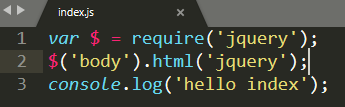 index.js
1 var $ = require('jquery');
2 $('body').html('jquery');
3 console.log('hello index');